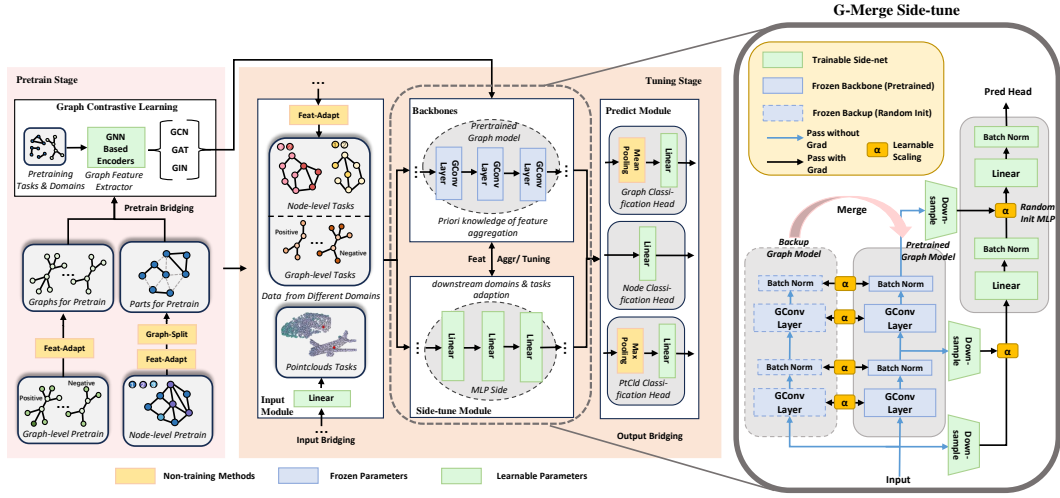 G-Merge Side-tune
Pretrain Stage
Graph Contrastive Learning
GNN
Based
Encoders
GCN
GAT
GIN
Pretraining
Tasks & Domains
Graph Feature
Extractor
Pretrain Bridging
Graphs for Pretrain
Parts for Pretrain
Feat-Adapt
Graph-Split
Feat-Adapt
Positive
Negative
Graph-level Pretrain
Node-level Pretrain
Tuning Stage
...
Feat-Adapt
Node-level Tasks
Positive
Negative
Graph-level Tasks
Data from Different Domains
Pointclouds Tasks
Input
Module
Linear
...
Input Bridging
Backbones
Prertrained
Graph model
GConv
Layer
GConv
Layer
GConv
Layer
Priori knowledge of feature
aggregation
Feat
Aggr/ Tuning
downstream domains & tasks
adaption
Linear
Linear
Linear
MLP Side
Side-tune Module
Predict Module
Mean
Pooling
Linear
Graph Classi-
fication Head
Linear
Node Classi-
fication Head
Max
Pooling
Linear
PtCld Classi-
fication Head
Output Bridging
Non-training Methods
Frozen Parameters
Learnable Parameters
Trainable Side-net
Frozen Backbone (Pretrained)
Frozen Backup (Random Init)
Pass without
Grad
Pass with
Grad
α
Learnable
Scaling
Pred Head
Batch Norm
Linear
α
Random
Init MLP
Batch Norm
Linear
Down-
sample
Merge
Backup
Graph Model
Pretrained
Graph Model
Batch Norm
α
Batch Norm
GConv
Layer
α
GConv
Layer
Batch Norm
α
Batch Norm
GConv
Layer
α
GConv
Layer
Down-
sample
α
Down-
sample
Input